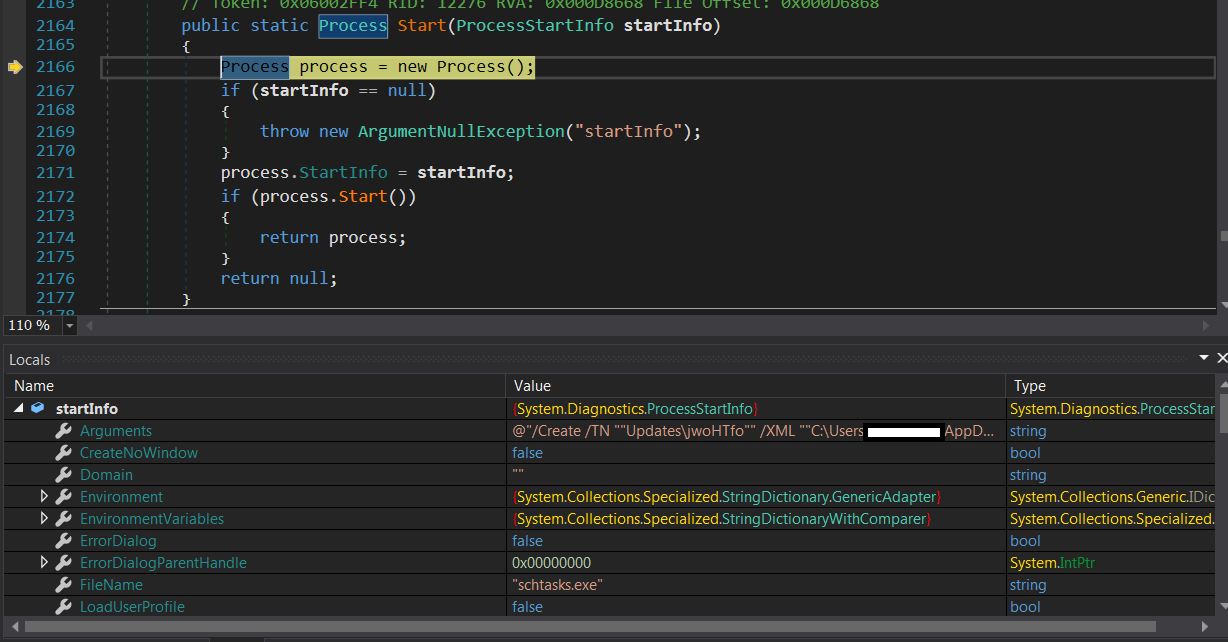 2163 // Token: 0x06002FF4 RID: 12276 RVA: 0x000D8668 File Offset: 0x000D6868
2164 public static Process Start(ProcessStartInfo startInfo)
2165 {
2166 Process process = new Process();
2167 if (startInfo == null)
2168 {
2169 throw new ArgumentNullException("startInfo");
2170 }
2171 process.StartInfo = startInfo;
2172 if (process.Start())
2173 {
2174 return process;
2175 }
2176 return null;
2177 }
2178
110 %
Locals
Name Value Type
startInfo {System.Diagnostics.ProcessStartInfo} System.Diagnostics.ProcessStar
Arguments @"/Create /TN ""Updates\jwoHTfo"" /XML ""C:\Users AppD... string
CreateNoWindow false bool
Domain "" string
Environment {System.Collections.Specialized.StringDictionary.GenericAdapter} System.Collections.Generic.IDic
EnvironmentVariables {System.Collections.Specialized.StringDictionaryWithComparer} System.Collections.Specialized.
ErrorDialog false bool
ErrorDialogParentHandle 0x00000000 System.IntPtr
FileName "schtasks.exe" string
LoadUserProfile false bool